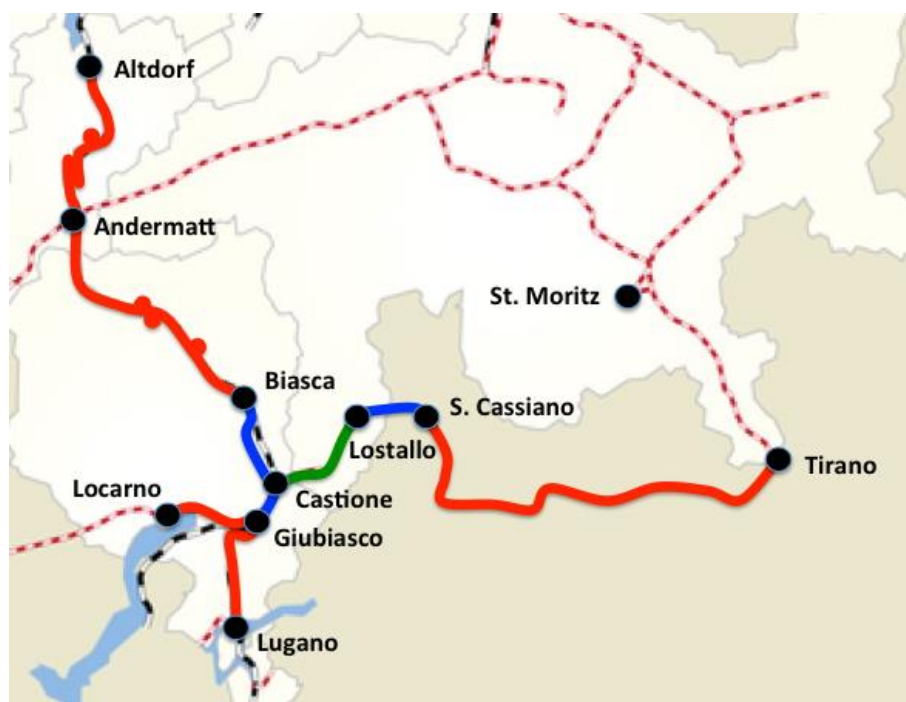 Altdorf
Andermatt
St. Moritz
Biasca
S. Cassiano
Lostallo
Tirano
Locarno
Castione
Giubiasco
Lugano